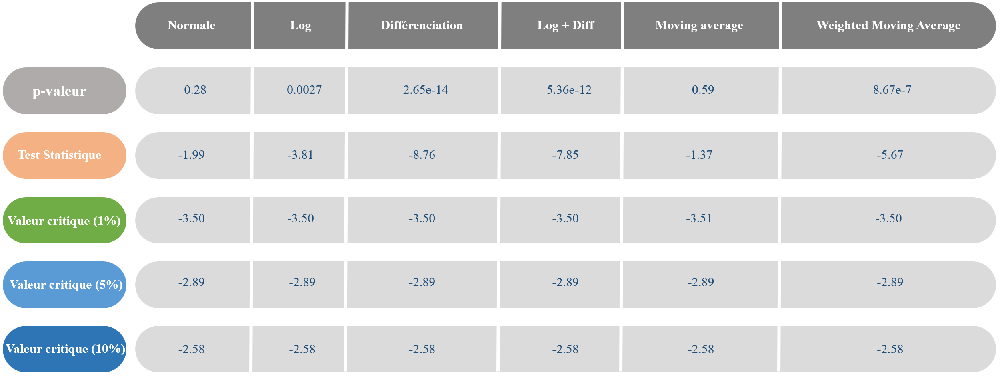 Normale Log Différenciation Log + Diff Moving average Weighted Moving Average
p-valeur 0.28 0.0027 2.65e-14 5.36e-12 0.59 8.67e-7
Test Statistique -1.99 -3.81 -8.76 -7.85 -1.37 -5.67
Valeur critique (1%) -3.50 -3.50 -3.50 -3.50 -3.51 -3.50
Valeur critique (5%) -2.89 -2.89 -2.89 -2.89 -2.89 -2.89
Valeur critique (10%) -2.58 -2.58 -2.58 -2.58 -2.58 -2.58